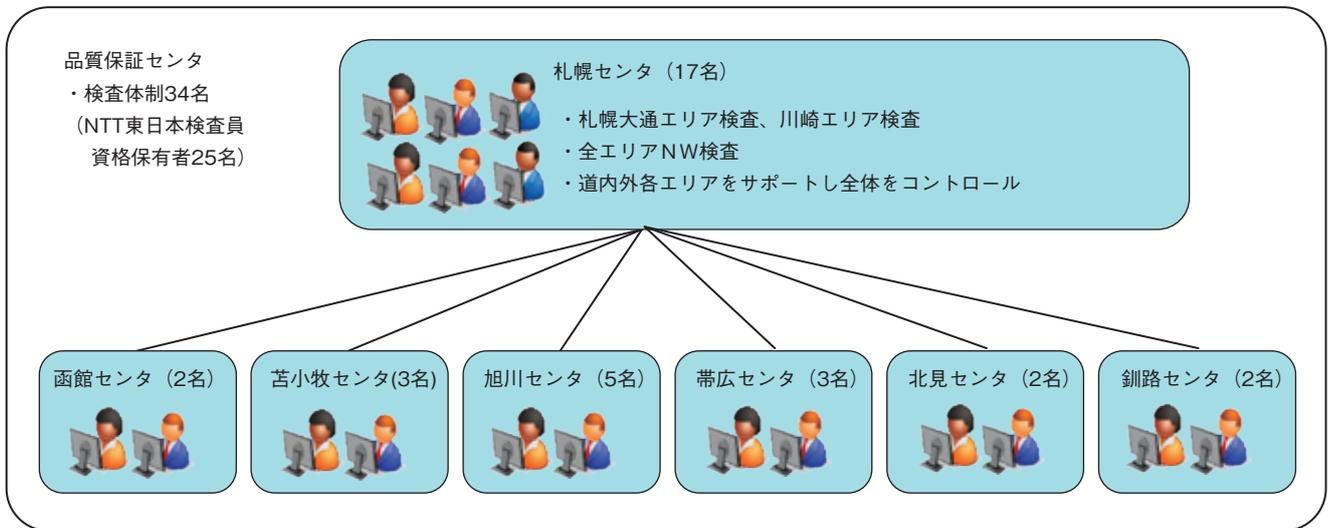 品質保証センタ
・検査体制34名
（NTT東日本検査員
資格保有者25名）
札幌センタ（17名）
・札幌大通エリア検査、川崎エリア検査
・全エリアＮＷ検査
・道内外各エリアをサポートし全体をコントロール
函館センタ（2名）
苫小牧センタ(3名)
旭川センタ（5名）
帯広センタ（3名）
北見センタ（2名）
釧路センタ（2名）